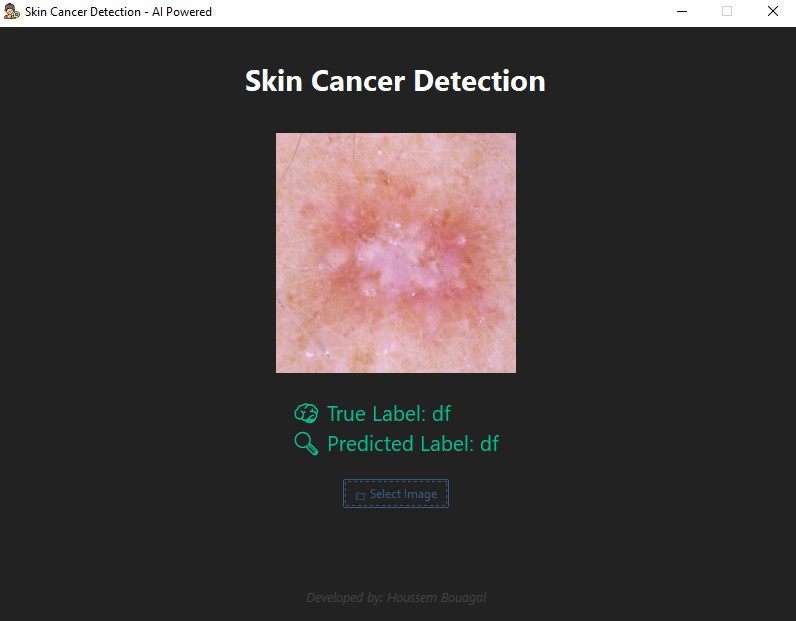 Skin Cancer Detection - AI Powered
Skin Cancer Detection
True Label: df
Predicted Label: df
Select Image
Developed by: Houssem Bouagal